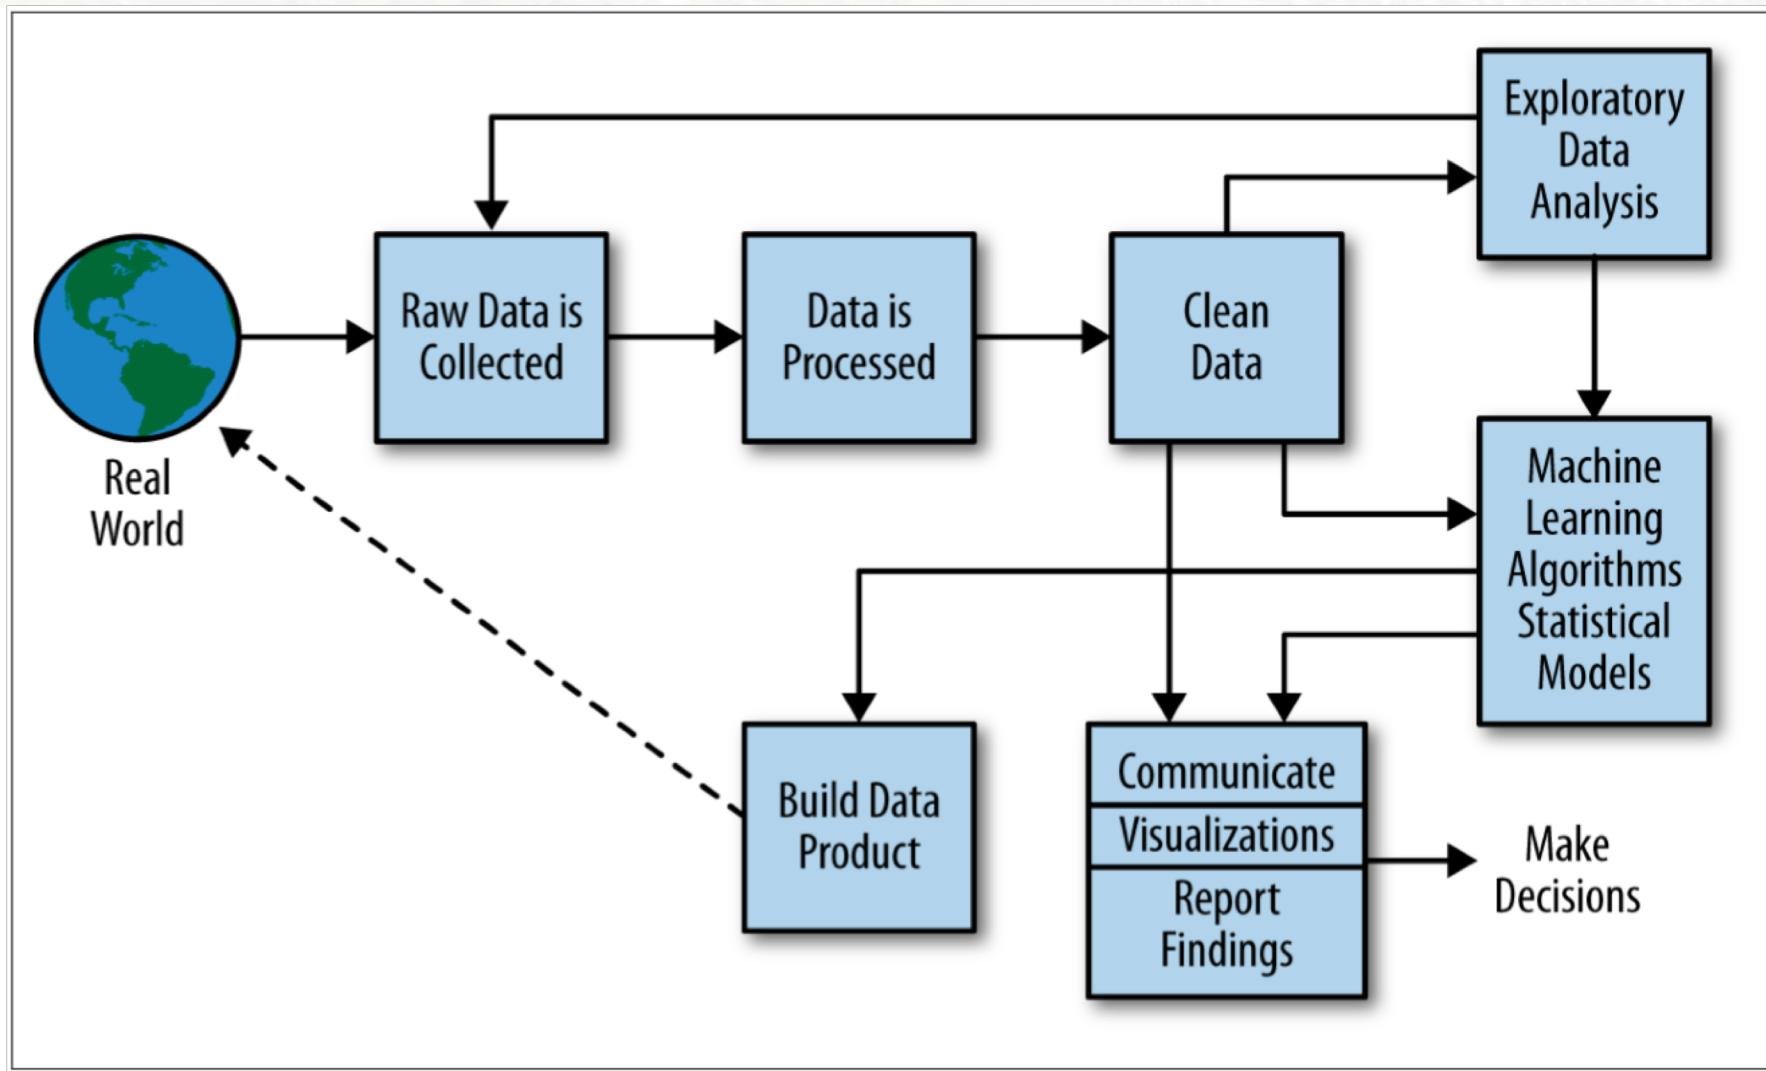 Exploratory
Data
Analysis
Raw Data is
Collected
Data is
Processed
Clean
Data
Real
World
Machine
Learning
Algorithms
Statistical
Models
Build Data
Product
Communicate
Visualizations
Report
Findings
Make
Decisions